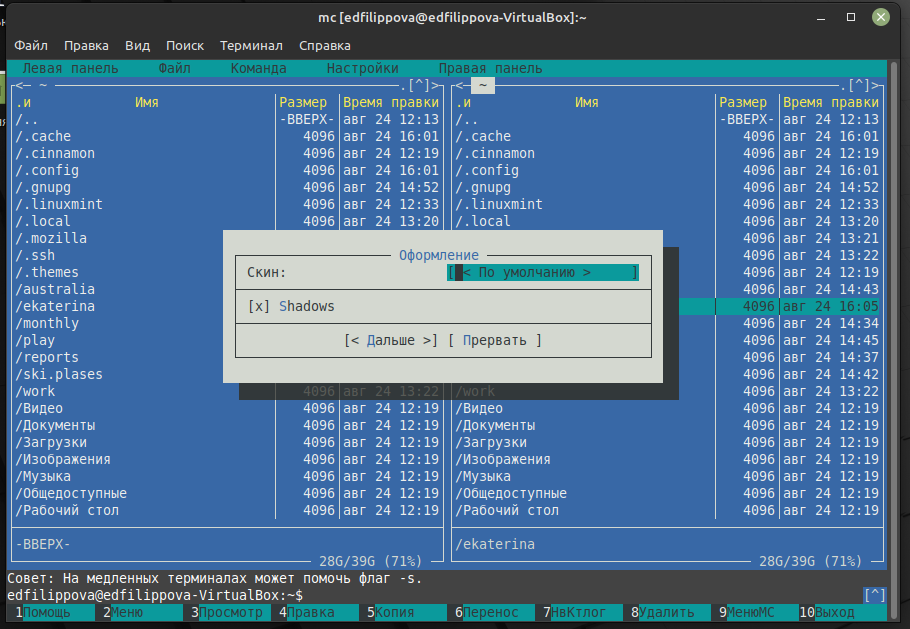 mc [edfilippova@edfilippova-VirtualBox]:~
Файл Правка Вид Поиск Терминал Справка
Левая панель Файл Команда Настройки Правая панель
<─ ~ .[^]> <─ ~ .[^]>
.и Имя Размер Время правки .и Имя Размер Время правки
/.. -ВВЕРХ- авг 24 12:13 /.. -ВВЕРХ- авг 24 12:13
/.cache 4096 авг 24 16:01 /.cache 4096 авг 24 16:01
/.cinnamon 4096 авг 24 12:19 /.cinnamon 4096 авг 24 12:19
/.config 4096 авг 24 16:01 /.config 4096 авг 24 16:01
/.gnupg 4096 авг 24 14:52 /.gnupg 4096 авг 24 14:52
/.linuxmint 4096 авг 24 12:33 /.linuxmint 4096 авг 24 12:33
/.local 4096 авг 24 13:20 /.local 4096 авг 24 13:20
/.mozilla 4096 авг 24 13:21
/.ssh Оформление 4096 авг 24 13:22
/.themes Скин: [ < По умолчанию > ] 4096 авг 24 12:19
/australia 4096 авг 24 14:43
/ekaterina [x] Shadows 4096 авг 24 16:05
/monthly 4096 авг 24 14:34
/play [< Дальше >] [ Прервать ] 4096 авг 24 14:45
/reports 4096 авг 24 14:37
/ski.plases 4096 авг 24 14:42
/work 4096 авг 24 13:22 /work 4096 авг 24 13:22
/Видео 4096 авг 24 12:19 /Видео 4096 авг 24 12:19
/Документы 4096 авг 24 12:19 /Документы 4096 авг 24 12:19
/Загрузки 4096 авг 24 12:19 /Загрузки 4096 авг 24 12:19
/Изображения 4096 авг 24 12:19 /Изображения 4096 авг 24 12:19
/Музыка 4096 авг 24 12:19 /Музыка 4096 авг 24 12:19
/Общедоступные 4096 авг 24 12:19 /Общедоступные 4096 авг 24 12:19
/Рабочий стол 4096 авг 24 12:19 /Рабочий стол 4096 авг 24 12:19
-ВВЕРХ- /ekaterina
28G/39G (71%) 28G/39G (71%)
Совет: На медленных терминалах может помочь флаг -s.
edfilippova@edfilippova-VirtualBox:~$ [^]
1Помощь 2Меню 3Просмотр 4Правка 5Копия 6Перенос 7НвКтлог 8Удалить 9МенюМС 10Выход